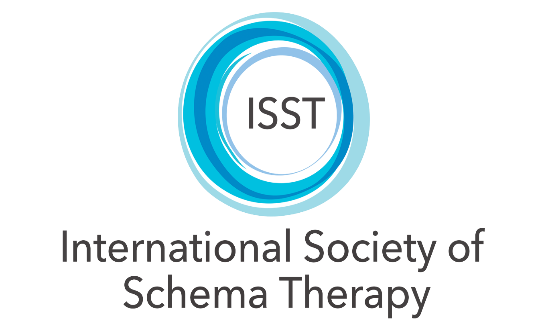 ISST
International Society of
Schema Therapy